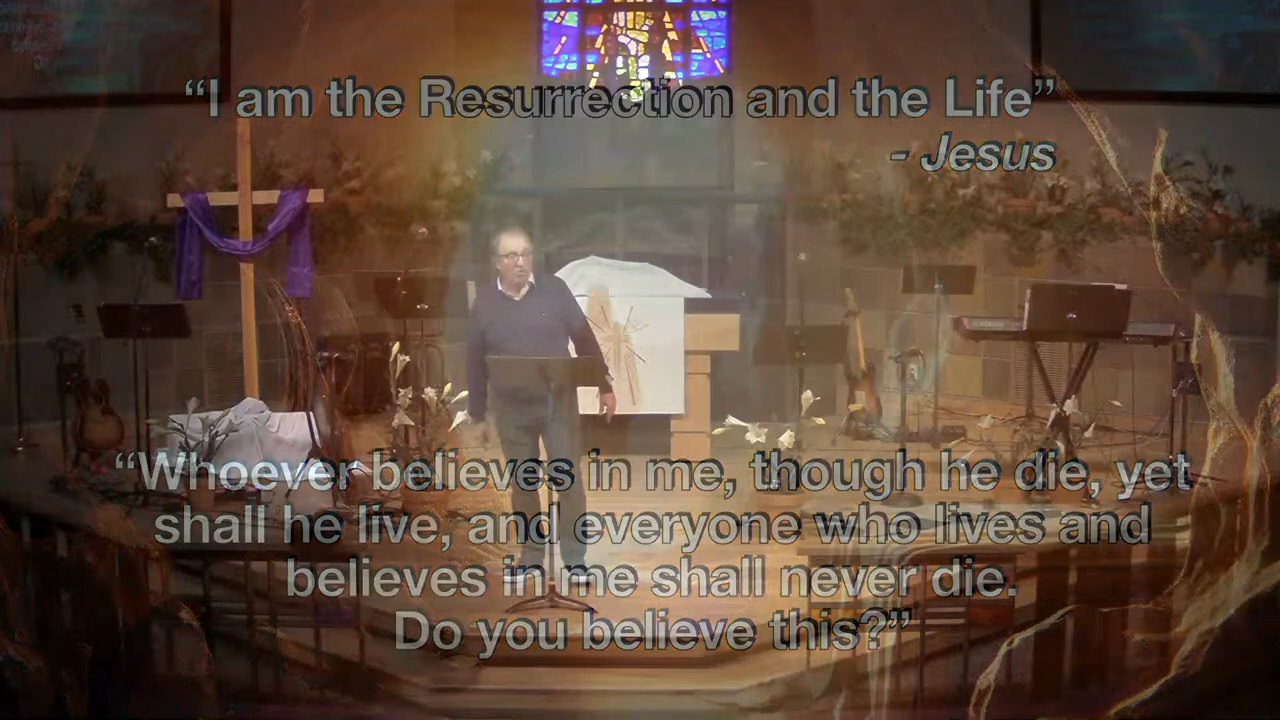 “I am the Resurrection and the Life”
- Jesus
“Whoever believes in me, though he die, yet
shall he live, and everyone who lives and
believes in me shall never die.
Do you believe this?”